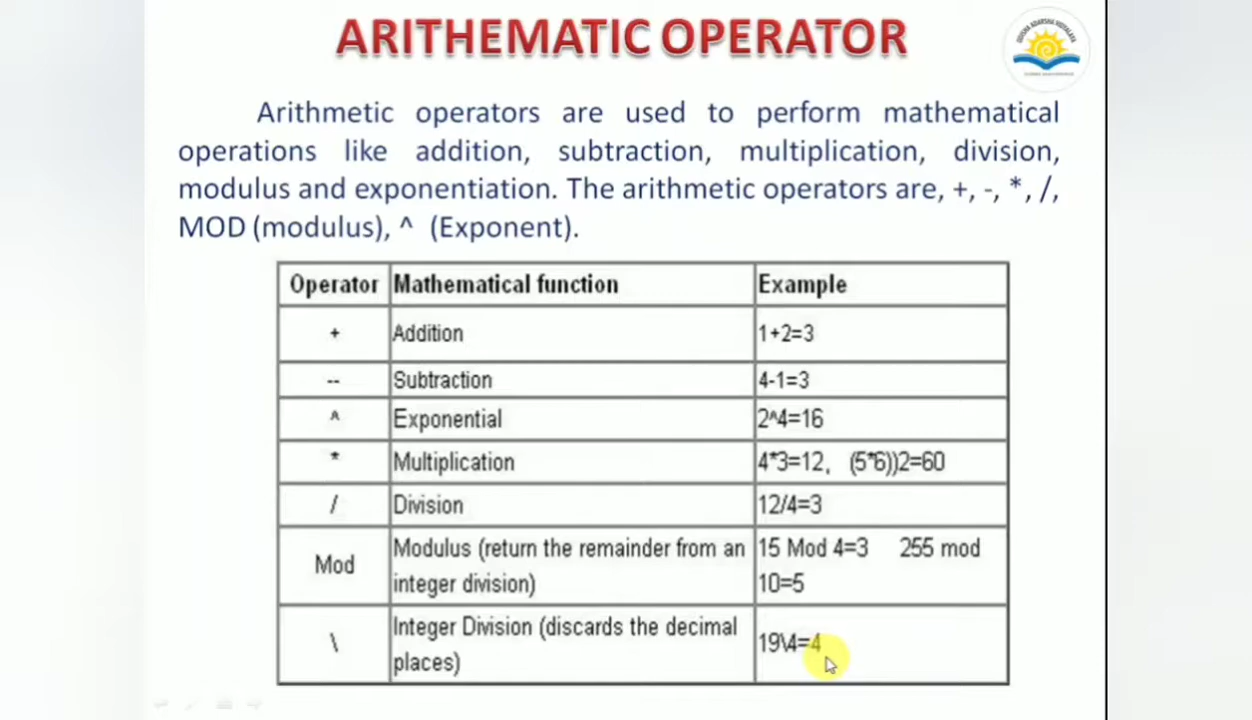 ARITHEMATIC OPERATOR
ODISHA ADARSHA VIDYALAYA
Arithmetic operators are used to perform mathematical
operations like addition, subtraction, multiplication, division,
modulus and exponentiation. The arithmetic operators are, +, -, *, /,
MOD (modulus), ^ (Exponent).
Operator Mathematical function Example
+ Addition 1+2=3
-- Subtraction 4-1=3
^ Exponential 2^4=16
* Multiplication 4*3=12, (5*6))2=60
/ Division 12/4=3
Mod Modulus (return the remainder from an integer division) 15 Mod 4=3 255 mod 10=5
\ Integer Division (discards the decimal places) 19\4=4